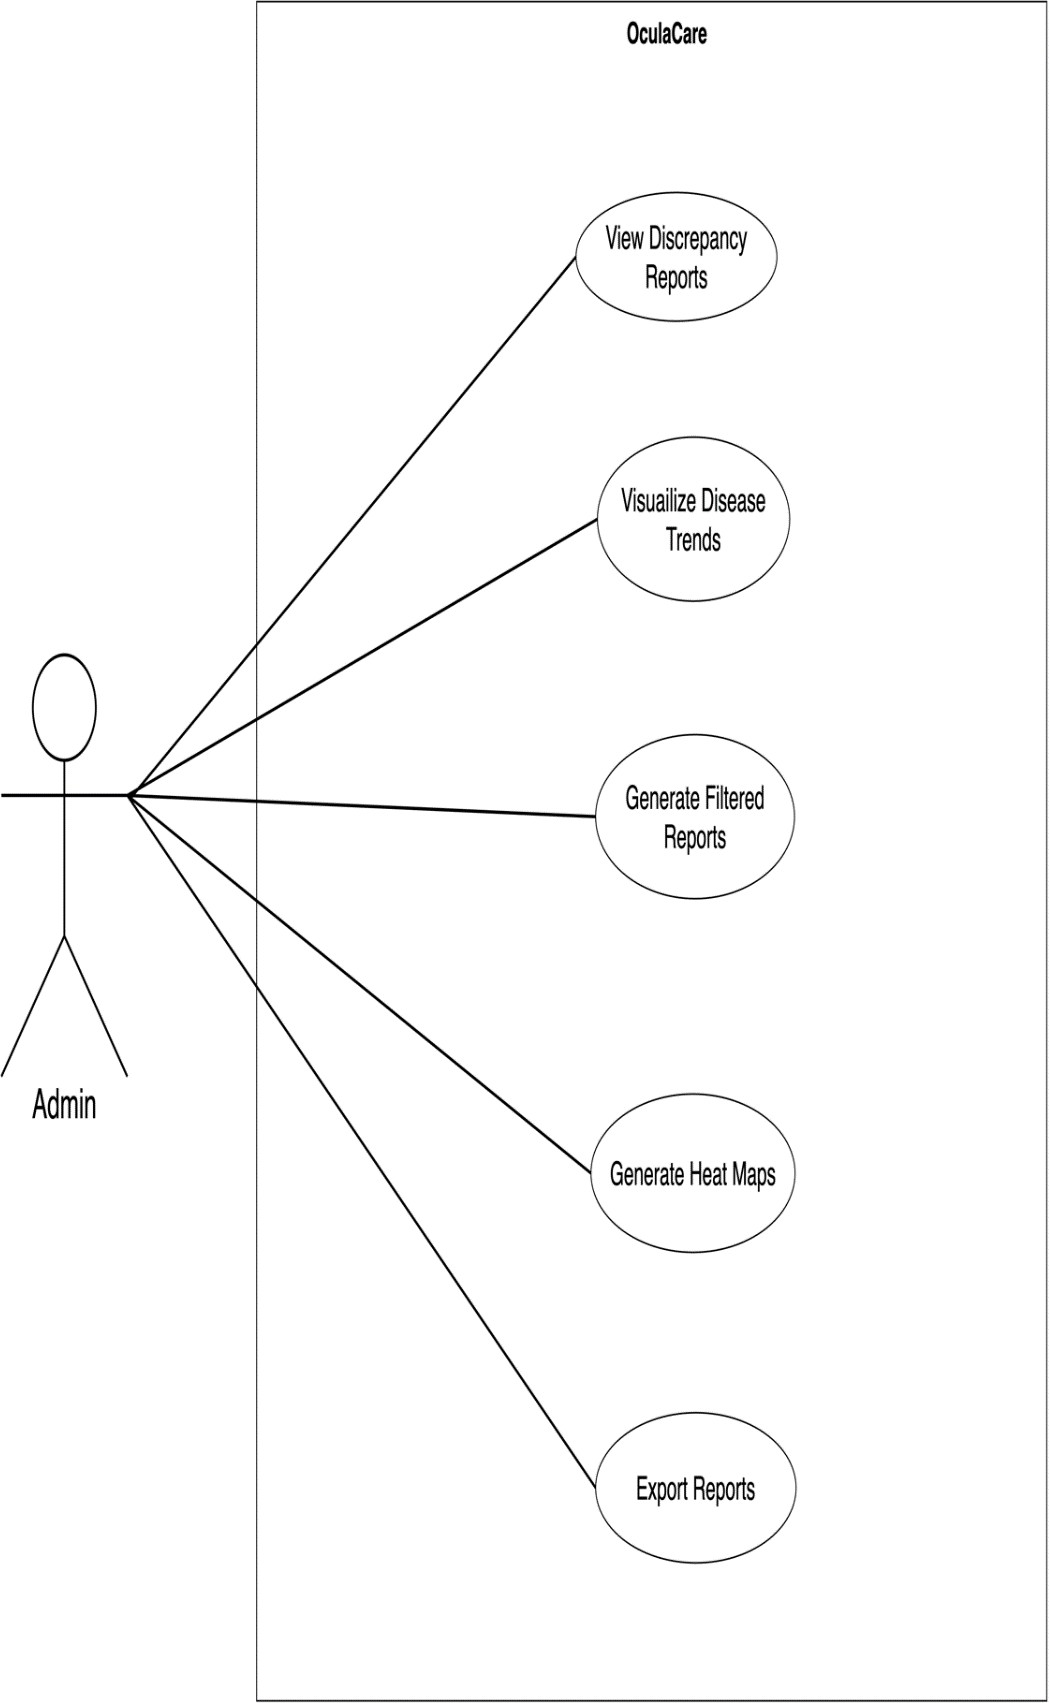 OculaCare
View Discrepancy
Reports
Visuailize Disease
Trends
Generate Filtered
Reports
Admin
Generate Heat Maps
Export Reports